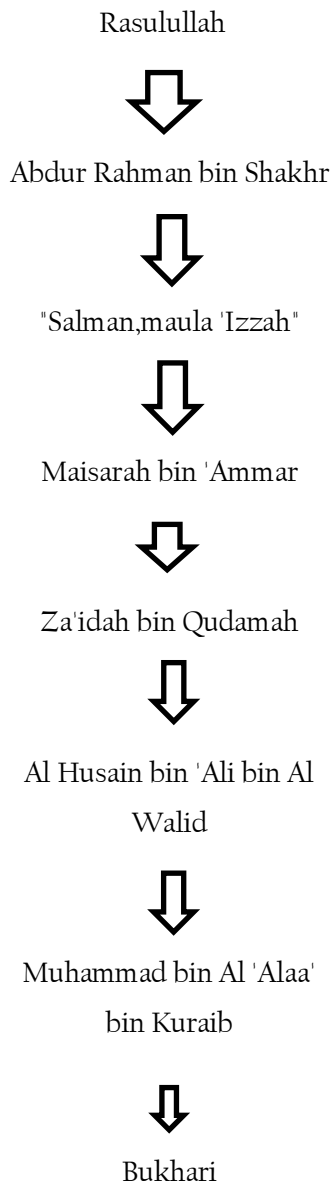 Rasulullah
Abdur Rahman bin Shakhr
"Salman,maula 'Izzah"
Maisarah bin 'Ammar
Za'idah bin Qudamah
Al Husain bin 'Ali bin Al
Walid
Muhammad bin Al 'Alaa'
bin Kuraib
Bukhari